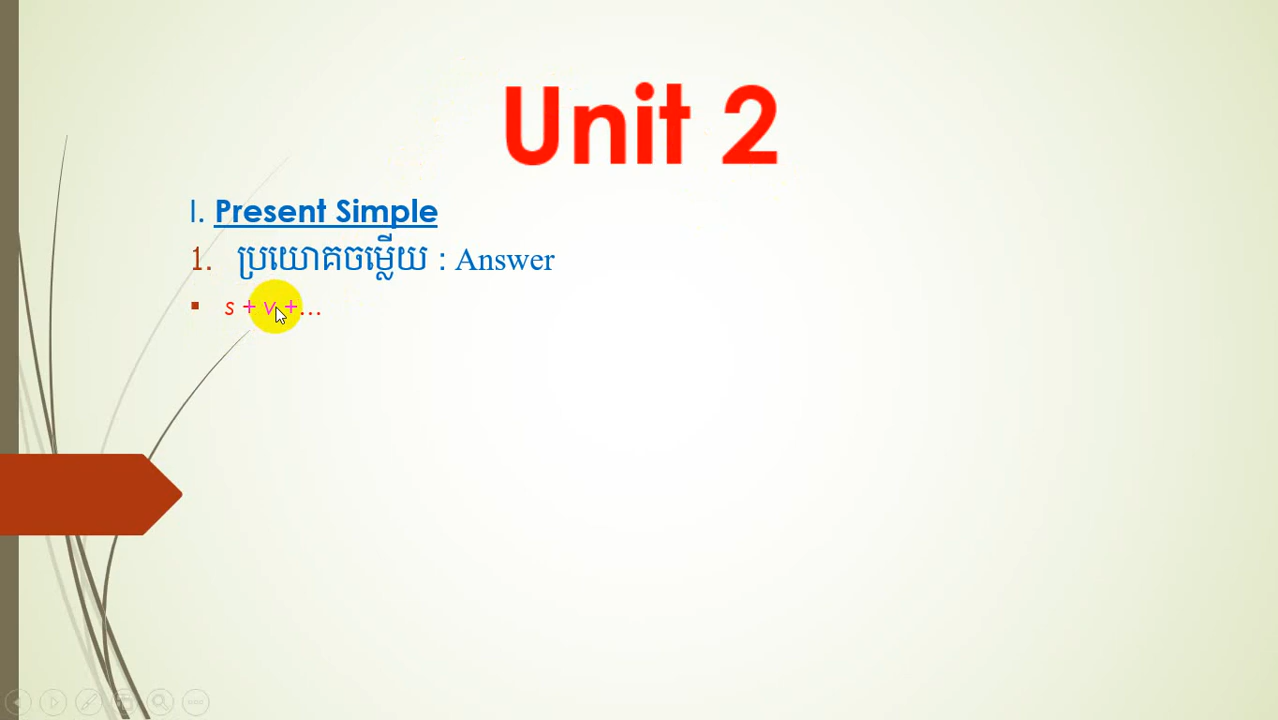 Unit 2
I. Present Simple
1. ប្រយោគចម្លើយ : Answer
▪ s + v +…